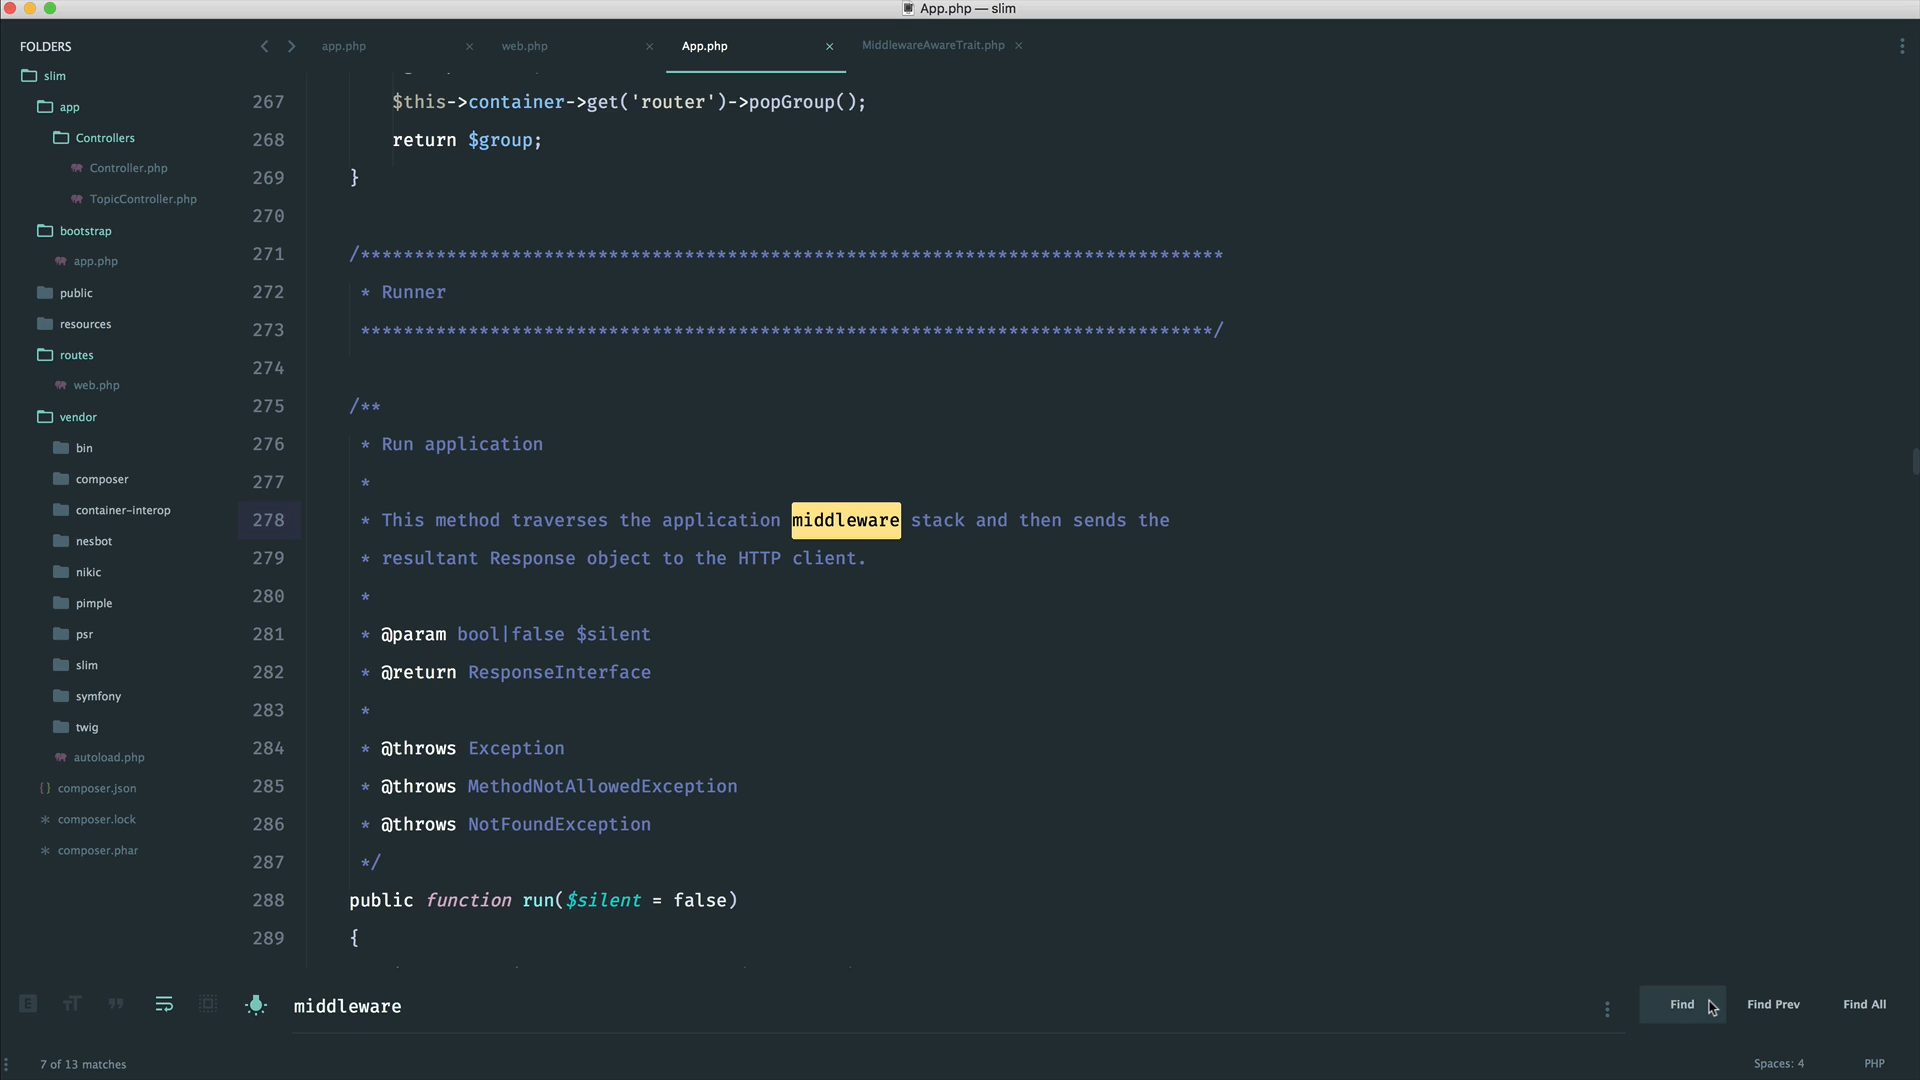 App.php — slim
FOLDERS
slim
app
Controllers
Controller.php
TopicController.php
bootstrap
app.php
public
resources
routes
web.php
vendor
bin
composer
container-interop
nesbot
nikic
pimple
psr
slim
symfony
twig
autoload.php
{} composer.json
* composer.lock
* composer.phar
app.php ×
web.php ×
App.php ×
MiddlewareAwareTrait.php ×
267 $this->container->get('router')->popGroup();
268 return $group;
269 }
270
271 /********************************************************************************
272 * Runner
273 *******************************************************************************/
274
275 /**
276 * Run application
277 *
278 * This method traverses the application middleware stack and then sends the
279 * resultant Response object to the HTTP client.
280 *
281 * @param bool|false $silent
282 * @return ResponseInterface
283 *
284 * @throws Exception
285 * @throws MethodNotAllowedException
286 * @throws NotFoundException
287 */
288 public function run($silent = false)
289 {
middleware
Find
Find Prev
Find All
7 of 13 matches
Spaces: 4
PHP